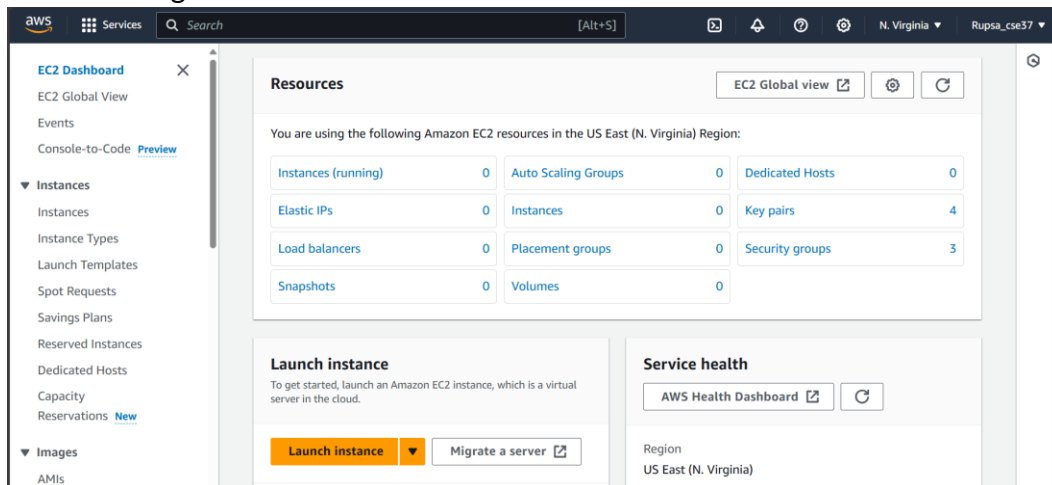 aws Services Search [Alt+S] N. Virginia Rupsa_cse37
EC2 Dashboard
EC2 Global View
Events
Console-to-Code Preview
Instances
Instances
Instance Types
Launch Templates
Spot Requests
Savings Plans
Reserved Instances
Dedicated Hosts
Capacity
Reservations New
Images
AMIs
Resources
EC2 Global view
You are using the following Amazon EC2 resources in the US East (N. Virginia) Region:
Instances (running) 0 Auto Scaling Groups 0 Dedicated Hosts 0
Elastic IPs 0 Instances 0 Key pairs 4
Load balancers 0 Placement groups 0 Security groups 3
Snapshots 0 Volumes 0
Launch instance
To get started, launch an Amazon EC2 instance, which is a virtual
server in the cloud.
Launch instance Migrate a server
Service health
AWS Health Dashboard
Region
US East (N. Virginia)